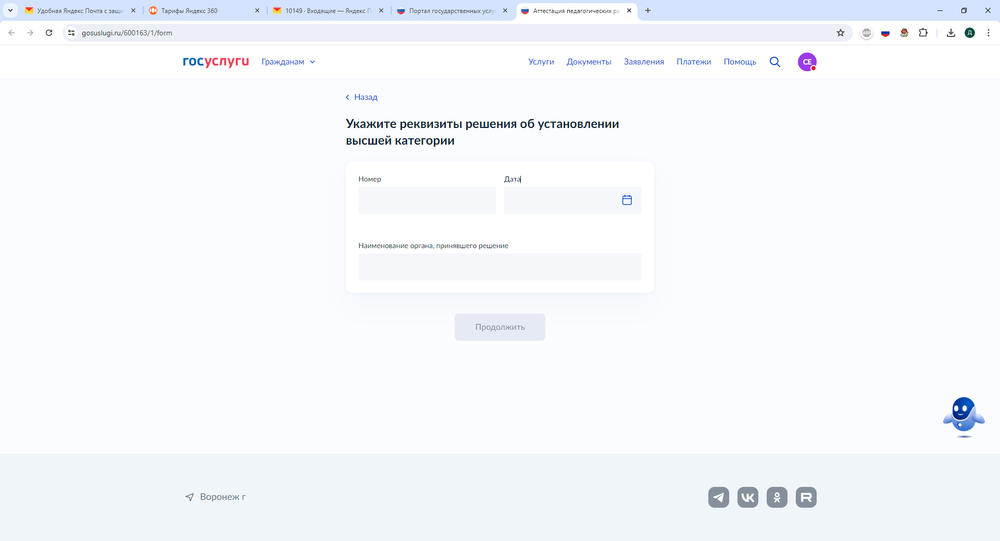 Удобная Яндекс Почта с защи
Тарифы Яндекс 360
10149 · Входящие — Яндекс П
Портал государственных услу
Аттестация педагогических ра
gosuslugi.ru/600163/1/form
ABP
Д
госуслуги
Гражданам
Услуги
Документы
Заявления
Платежи
Помощь
СЕ
Назад
Укажите реквизиты решения об установлении
высшей категории
Номер
Дата
Наименование органа, принявшего решение
Продолжить
Воронеж г